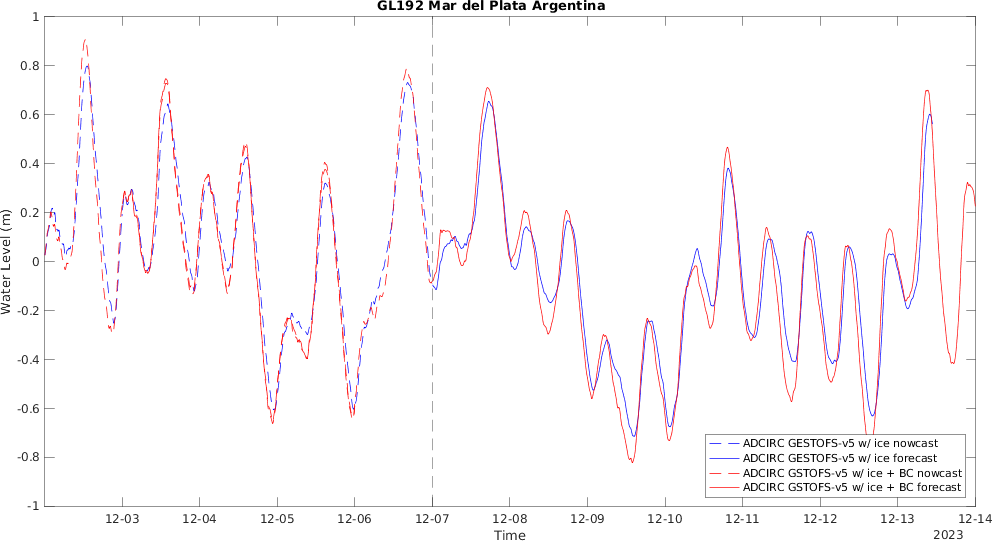 GL192 Mar del Plata Argentina
Water Level (m)
1
0.8
0.6
0.4
0.2
0
-0.2
-0.4
-0.6
-0.8
-1
ADCIRC GESTOFS-v5 w/ ice nowcast
ADCIRC GESTOFS-v5 w/ ice forecast
ADCIRC GSTOFS-v5 w/ ice + BC nowcast
ADCIRC GSTOFS-v5 w/ ice + BC forecast
12-03 12-04 12-05 12-06 12-07 12-08 12-09 12-10 12-11 12-12 12-13 12-14
Time
2023